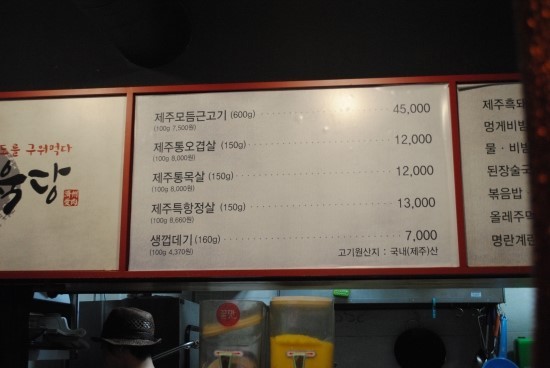 구워먹다
육당
제주모듬근고기 (600g) 45,000
(100g 7,500원)
제주통오겹살 (150g) 12,000
(100g 8,000원)
제주통목살 (150g) 12,000
(100g 8,000원)
제주특항정살 (150g) 13,000
(100g 8,660원)
생껍데기 (160g) 7,000
(100g 4,370원)
고기원산지 : 국내(제주)산
제주흑돼
멍게비빔
물 · 비빔
된장술국
볶음밥
올레주먹
명란계란